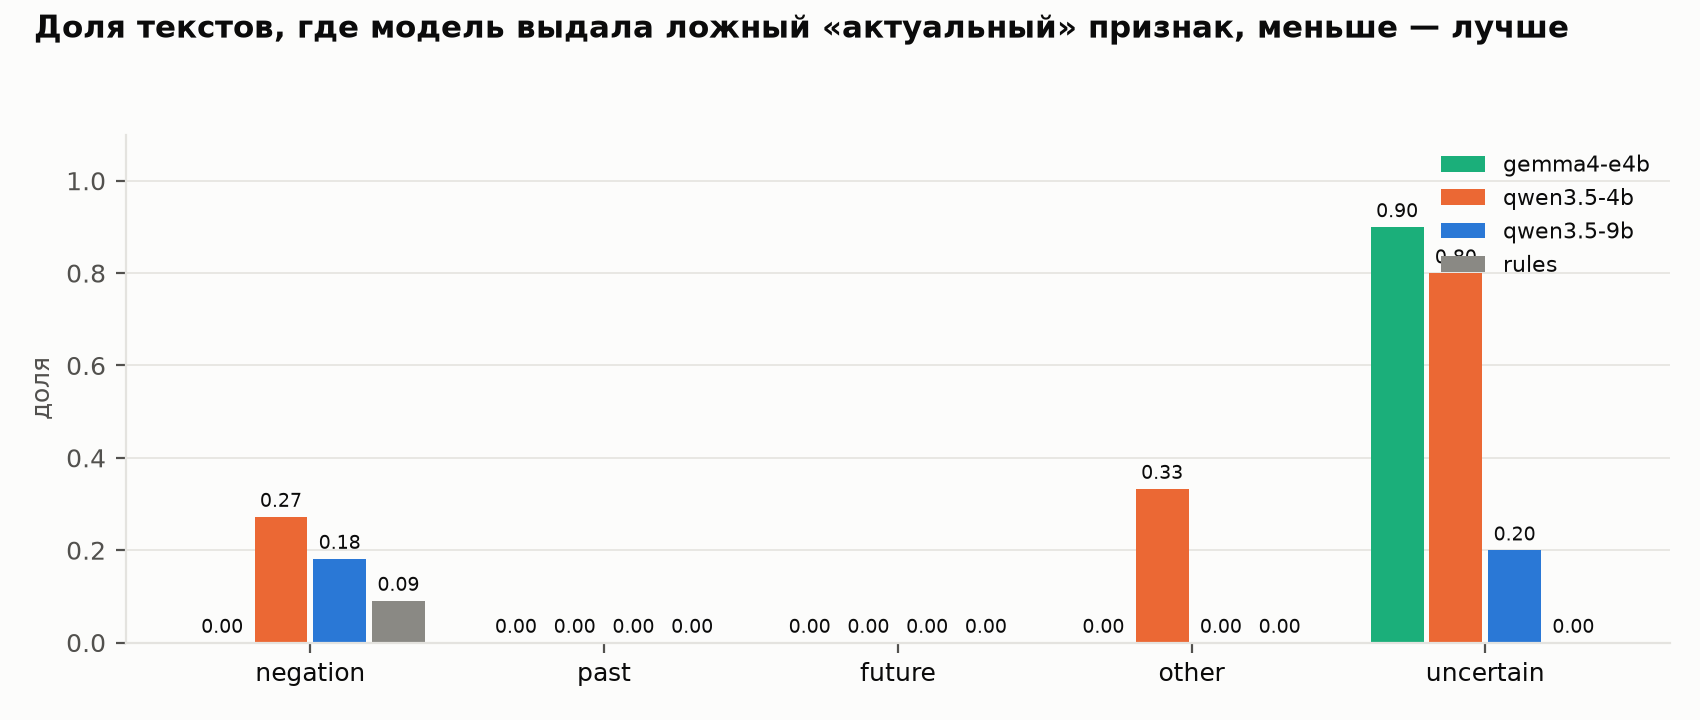 Доля текстов, где модель выдала ложный «актуальный» признак, меньше — лучше
gemma4-e4b
qwen3.5-4b
qwen3.5-9b
rules
доля
1.0
0.8
0.6
0.4
0.2
0.0
0.00 0.27 0.18 0.09
0.00 0.00 0.00 0.00
0.00 0.00 0.00 0.00
0.00 0.33 0.00 0.00
0.90 0.80 0.20 0.00
negation past future other uncertain